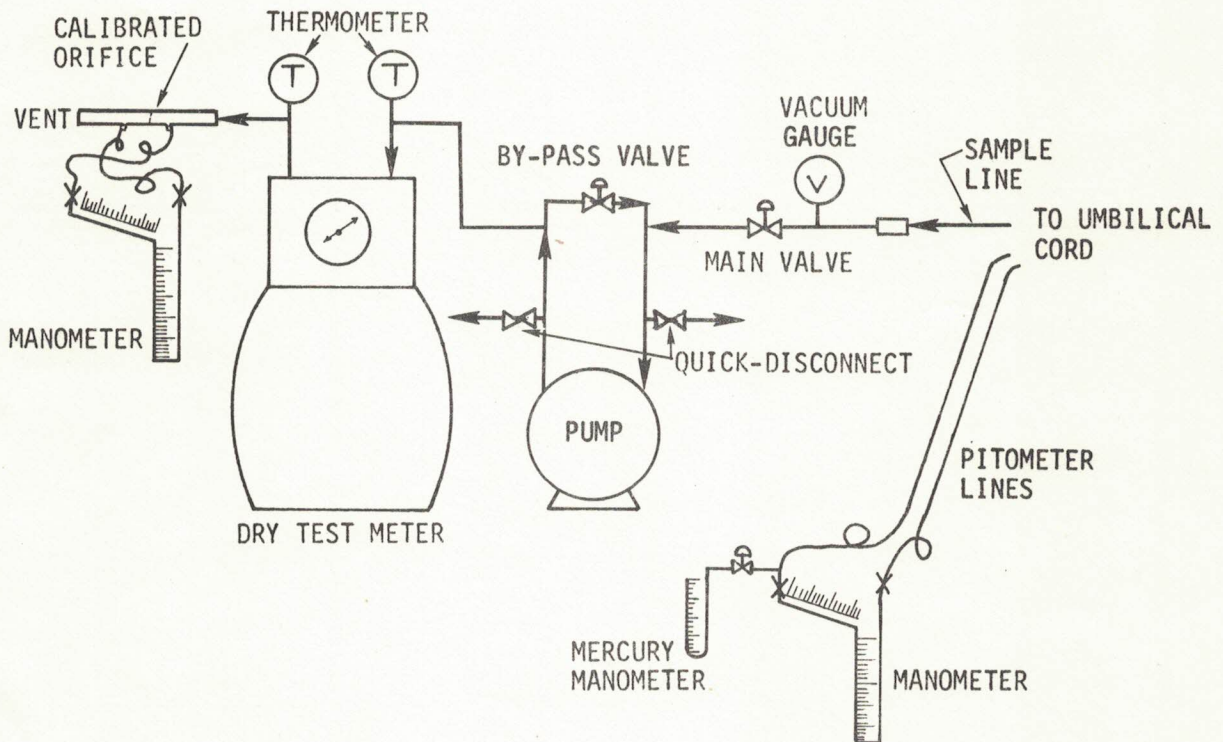 CALIBRATED
ORIFICE
THERMOMETER
T
T
VENT
VACUUM
GAUGE
V
BY-PASS VALVE
SAMPLE
LINE
TO UMBILICAL
CORD
MAIN VALVE
MANOMETER
QUICK-DISCONNECT
PUMP
PITOMETER
LINES
DRY TEST METER
MERCURY
MANOMETER
MANOMETER